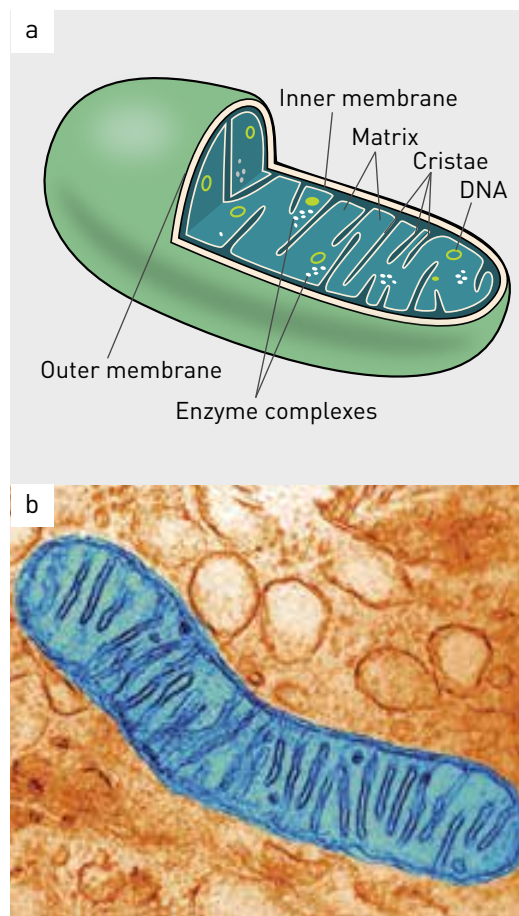 a
Inner membrane
Matrix
Cristae
DNA
Outer membrane
Enzyme complexes
b